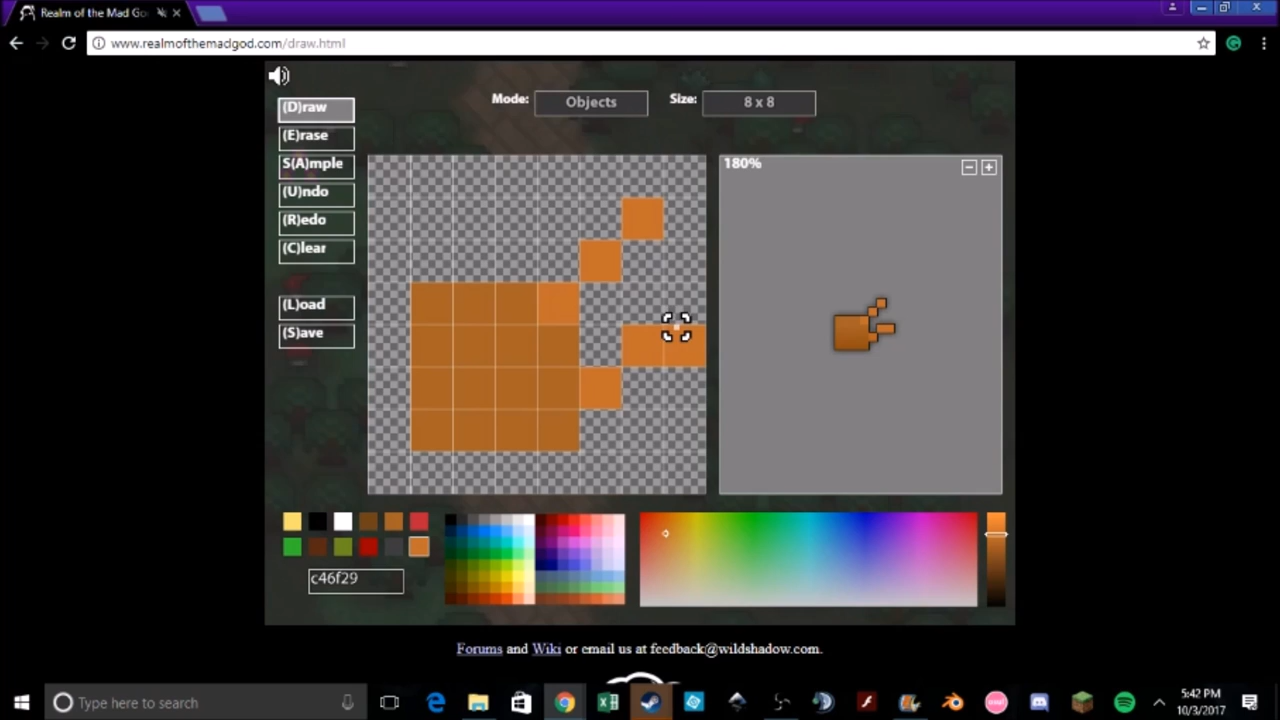 Realm of the Mad Go
www.realmofthemadgod.com/draw.html
Mode: Objects Size: 8 x 8
(D)raw
(E)rase
S(A)mple
(U)ndo
(R)edo
(C)lear
(L)oad
(S)ave
180%
c46f29
Forums and Wiki or email us at feedback@wildshadow.com.
Type here to search
5:42 PM
10/3/2017